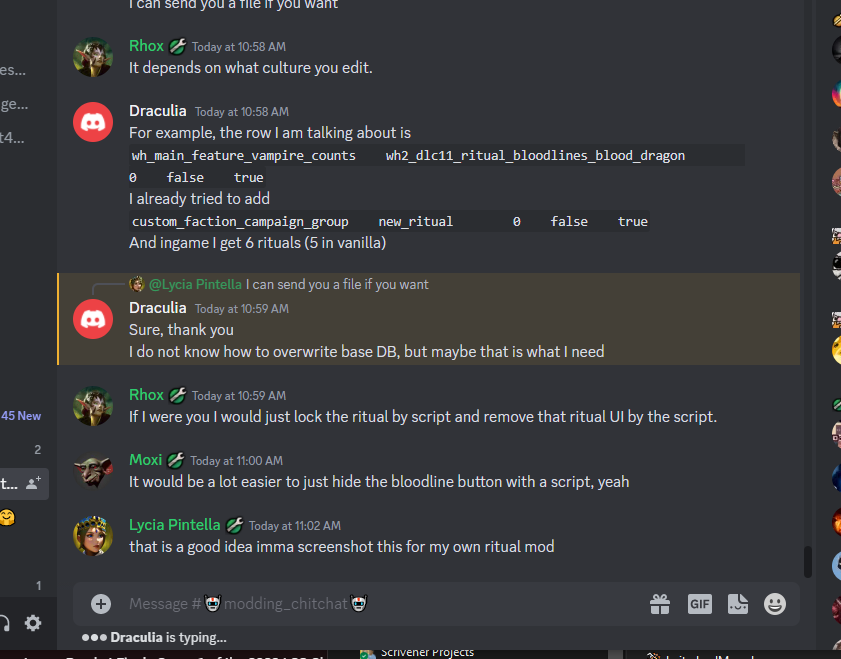 I can send you a file if you want
Rhox Today at 10:58 AM
It depends on what culture you edit.
Draculia Today at 10:58 AM
For example, the row I am talking about is
wh_main_feature_vampire_counts wh2_dlc11_ritual_bloodlines_blood_dragon
0 false true
I already tried to add
custom_faction_campaign_group new_ritual 0 false true
And ingame I get 6 rituals (5 in vanilla)
@Lycia Pintella I can send you a file if you want
Draculia Today at 10:59 AM
Sure, thank you
I do not know how to overwrite base DB, but maybe that is what I need
Rhox Today at 10:59 AM
If I were you I would just lock the ritual by script and remove that ritual UI by the script.
Moxi Today at 11:00 AM
It would be a lot easier to just hide the bloodline button with a script, yeah
Lycia Pintella Today at 11:02 AM
that is a good idea imma screenshot this for my own ritual mod
Message # modding_chitchat
GIF
Draculia is typing...
es...
ge...
t4...
45 New
2
t...
1
Scrivener Projects